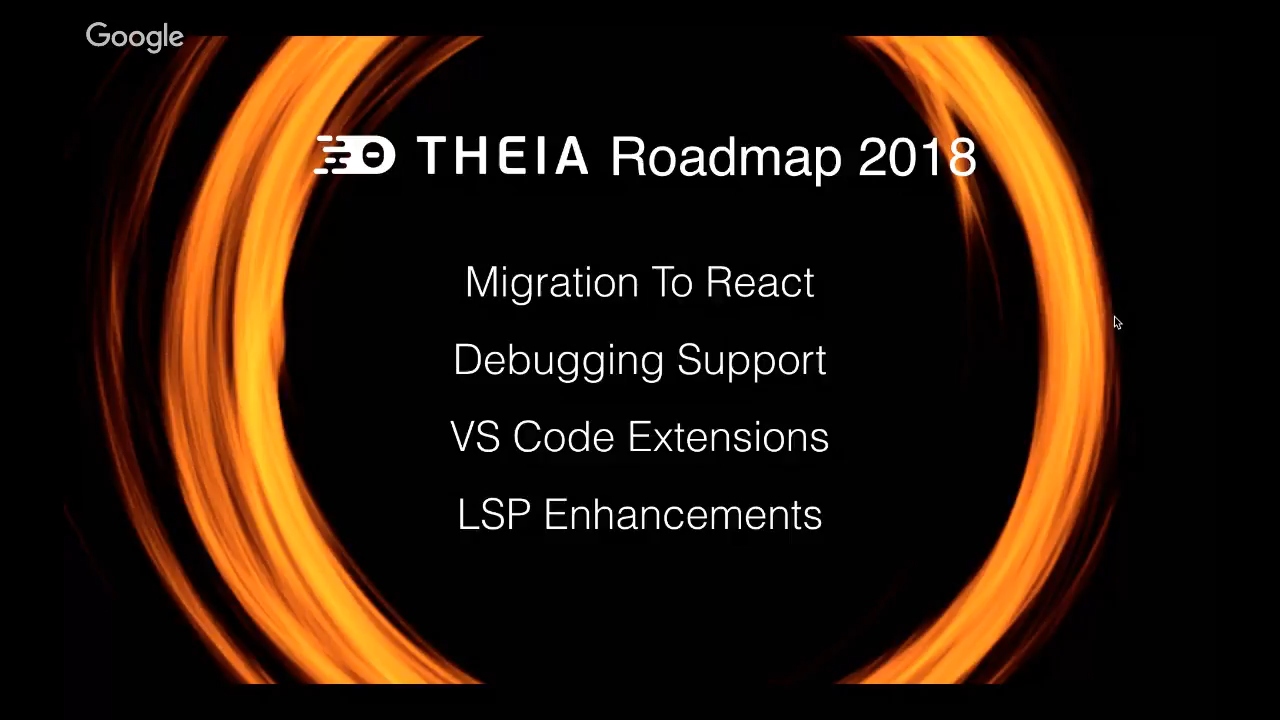 Google
THEIA Roadmap 2018
Migration To React
Debugging Support
VS Code Extensions
LSP Enhancements